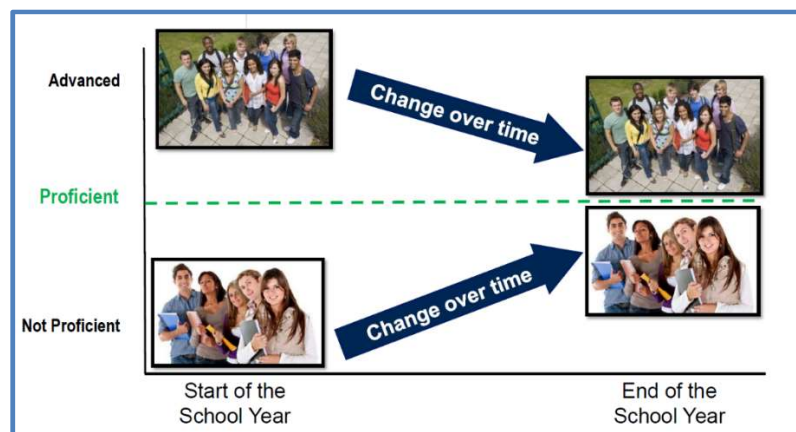 Advanced
Change over time
Proficient
Change over time
Not Proficient
Start of the
School Year
End of the
School Year